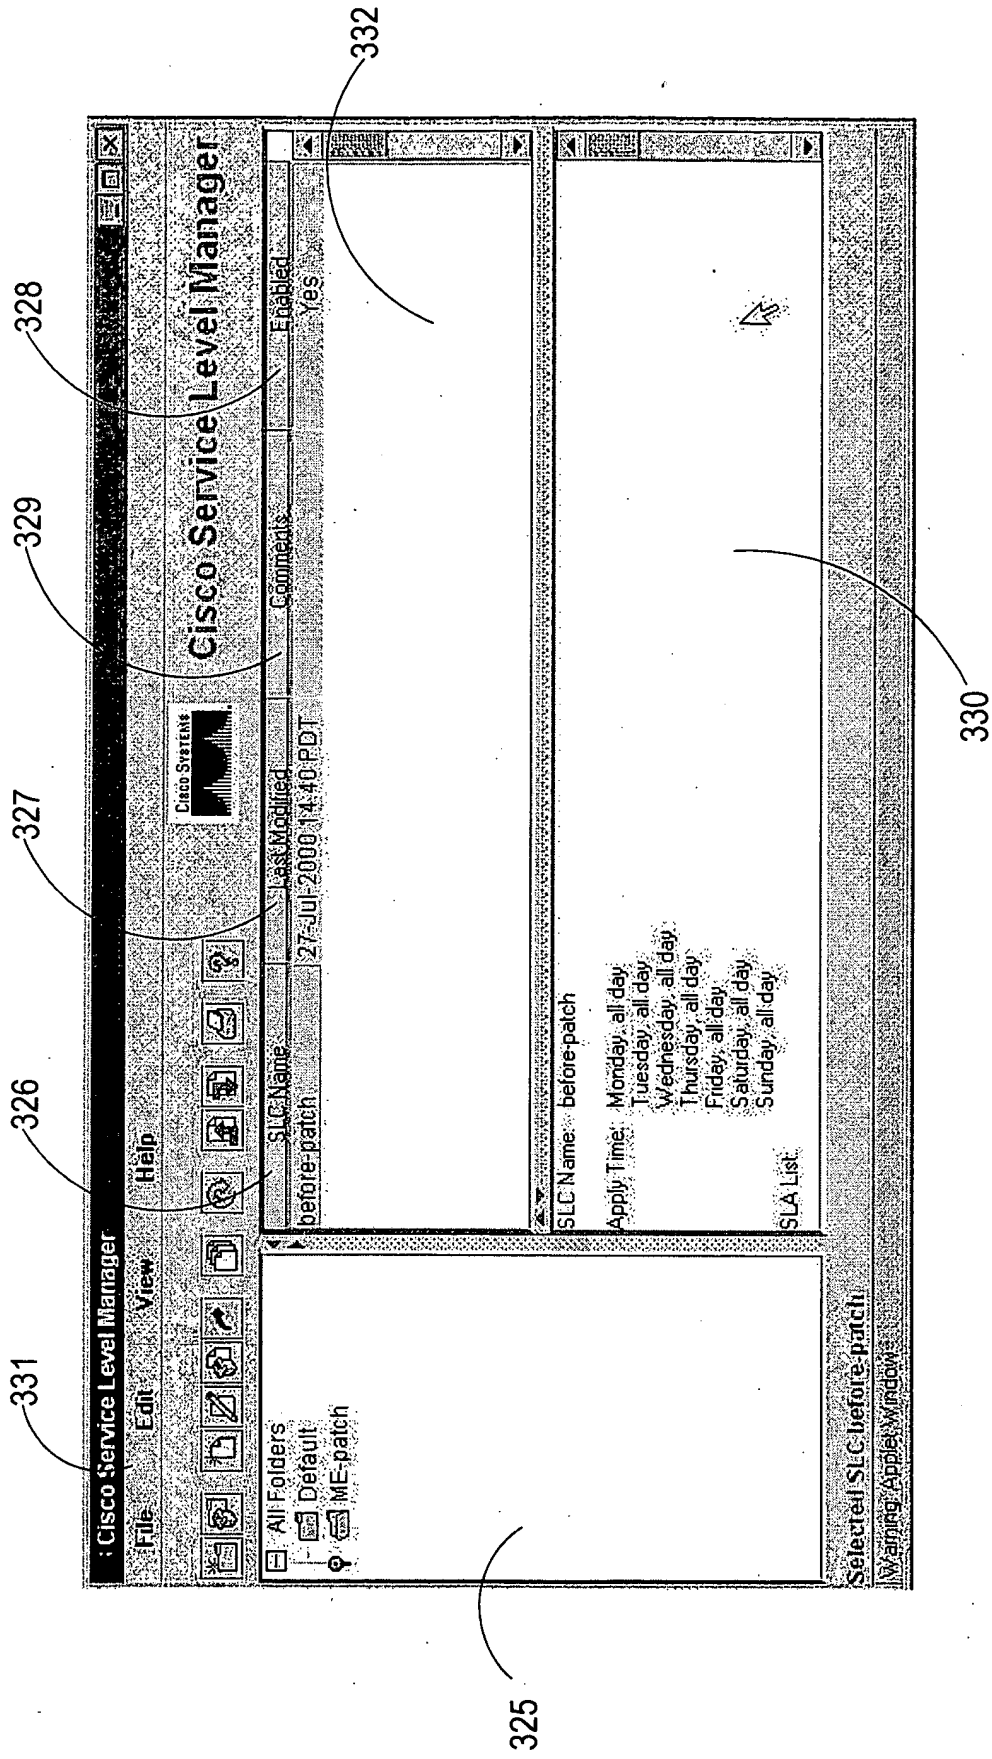 331
326
327
329
328
: Cisco Service Level Manager
File Edit View Help
CISCO SYSTEMS
Cisco Service Level Manager
All Folders
Default
ME-patch
SLC Name Last Modified Comments Enabled
before-patch 27-Jul-2000 14:40 PDT Yes
332
SLC Name: before-patch
Apply Time: Monday, all day
Tuesday, all day
Wednesday, all day
Thursday, all day
Friday, all day
Saturday, all day
Sunday, all day
SLA List:
Selected SLC before-patch
Warning: Applet Window
325
330